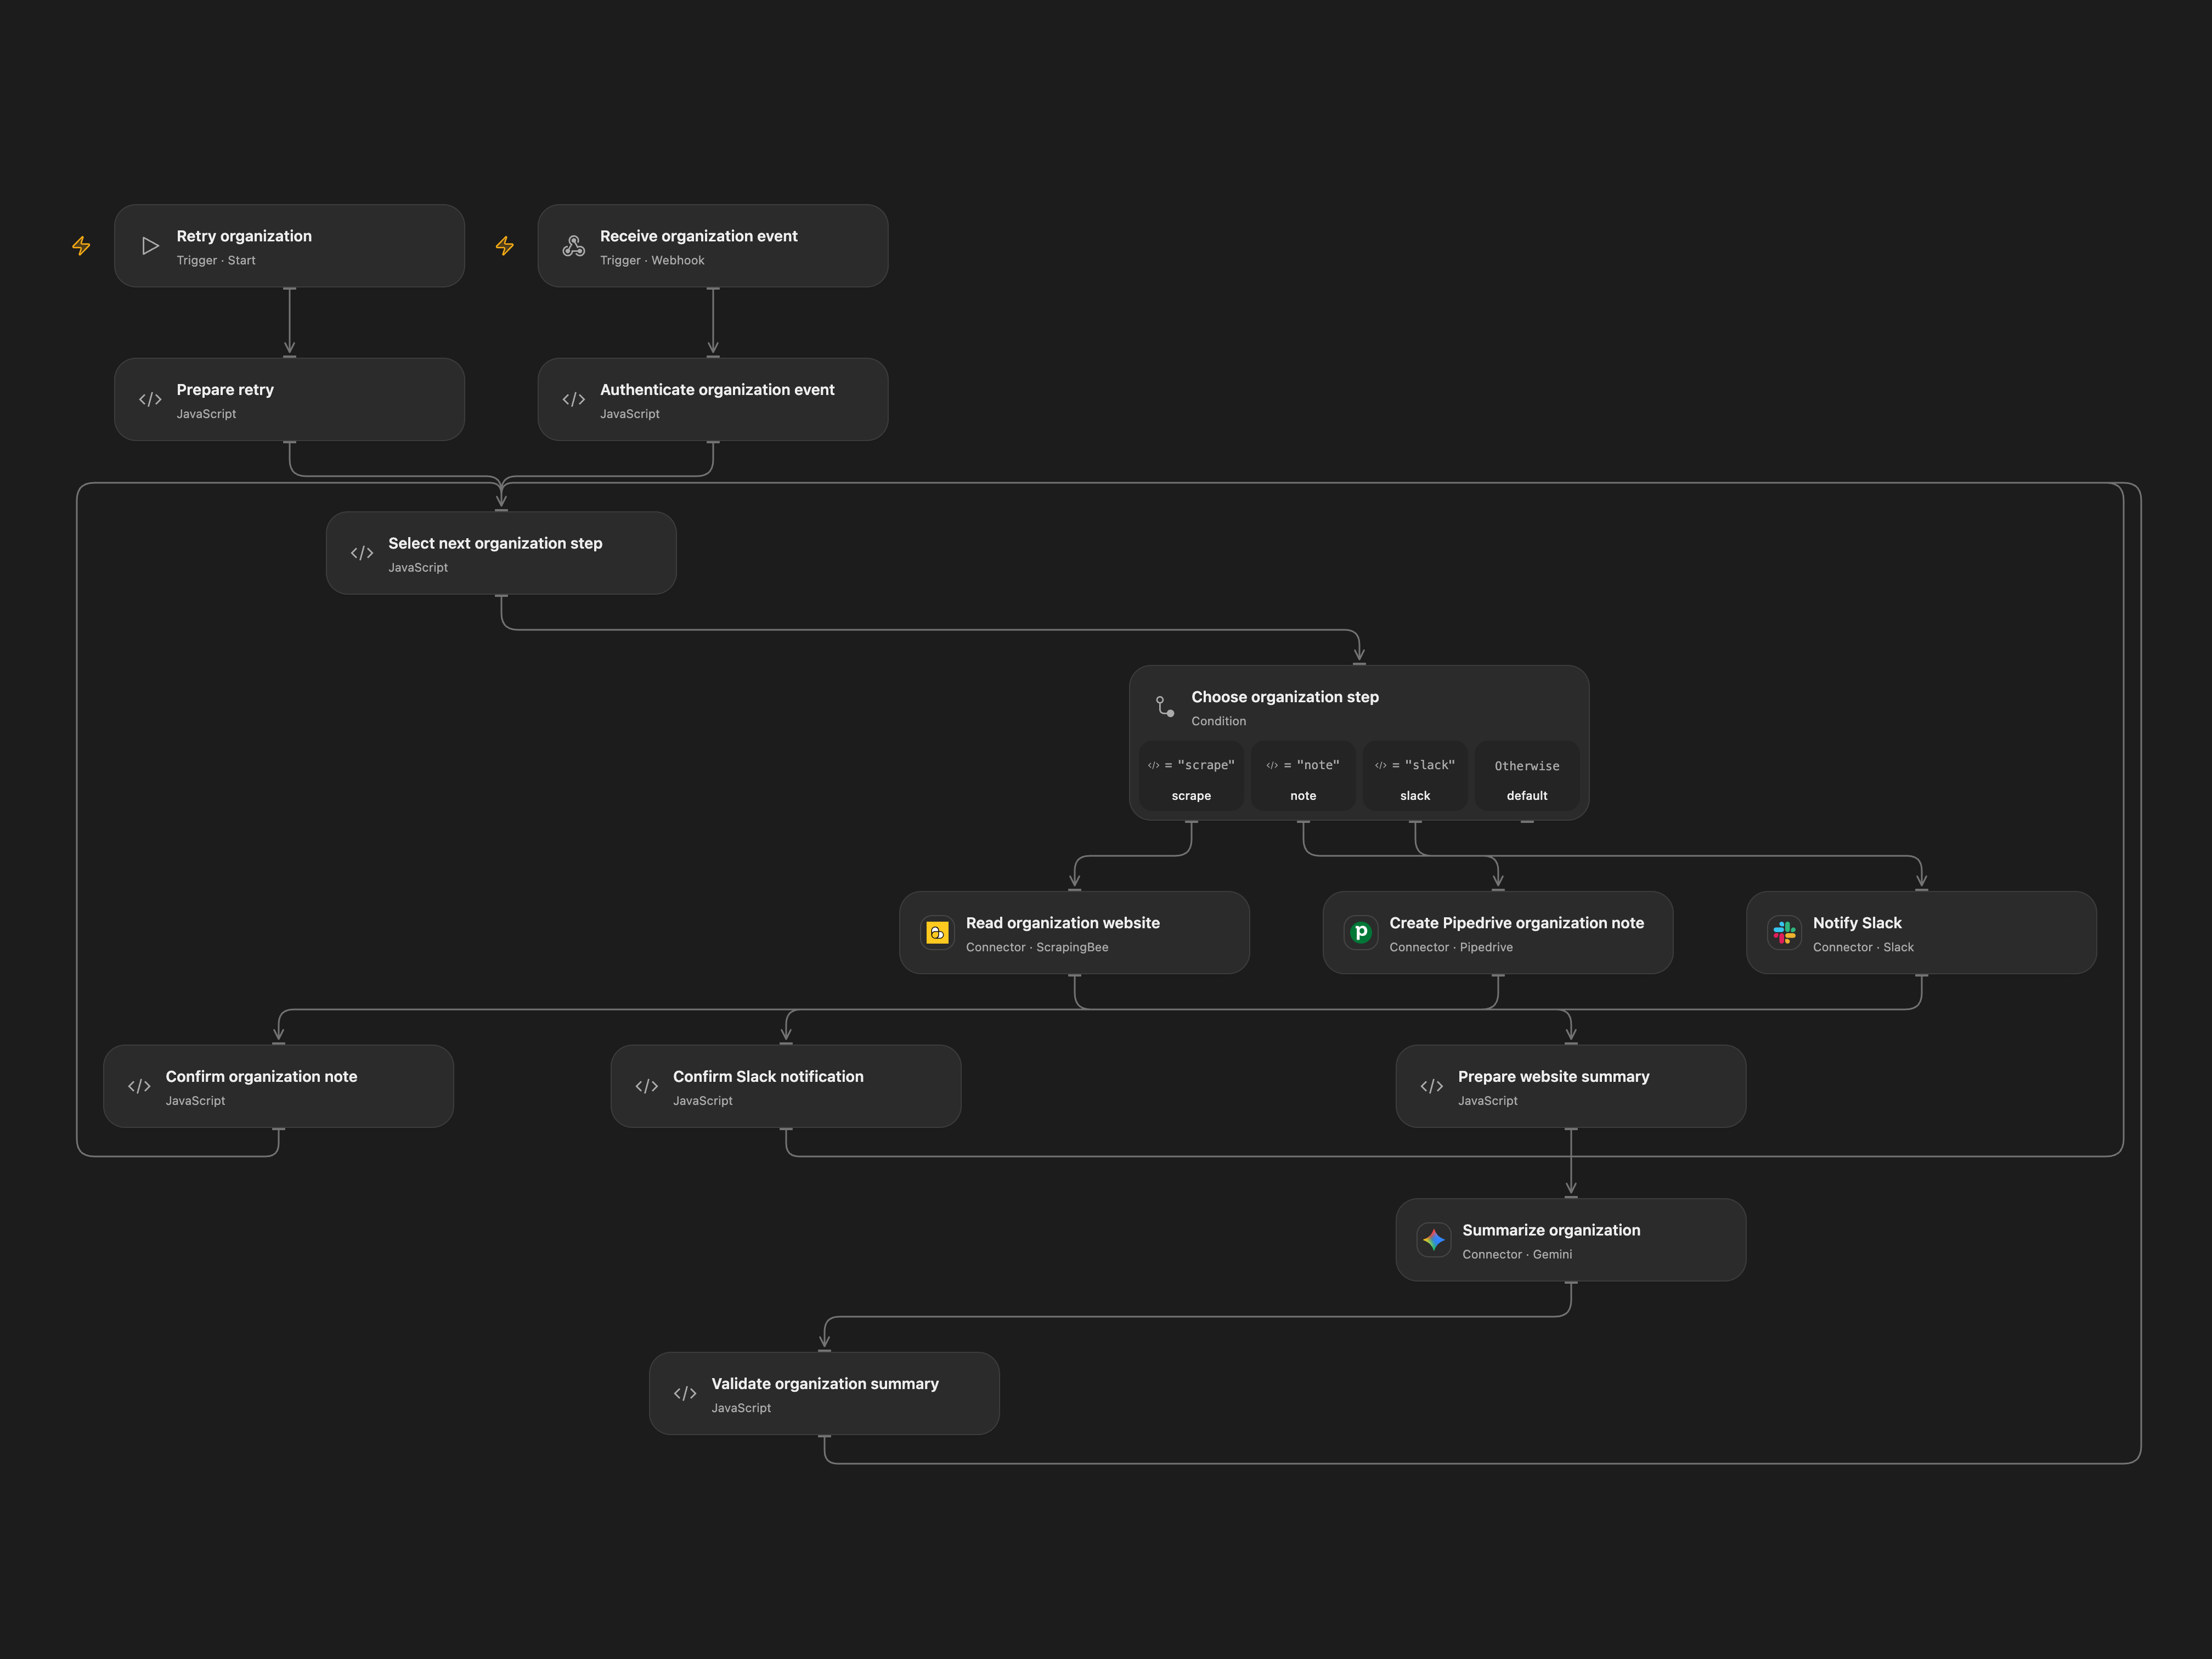 Retry organization
Trigger · Start
Receive organization event
Trigger · Webhook
Prepare retry
JavaScript
Authenticate organization event
JavaScript
Select next organization step
JavaScript
Choose organization step
Condition
</> = "scrape"
scrape
</> = "note"
note
</> = "slack"
slack
Otherwise
default
Read organization website
Connector · ScrapingBee
Create Pipedrive organization note
Connector · Pipedrive
Notify Slack
Connector · Slack
Confirm organization note
JavaScript
Confirm Slack notification
JavaScript
Prepare website summary
JavaScript
Summarize organization
Connector · Gemini
Validate organization summary
JavaScript